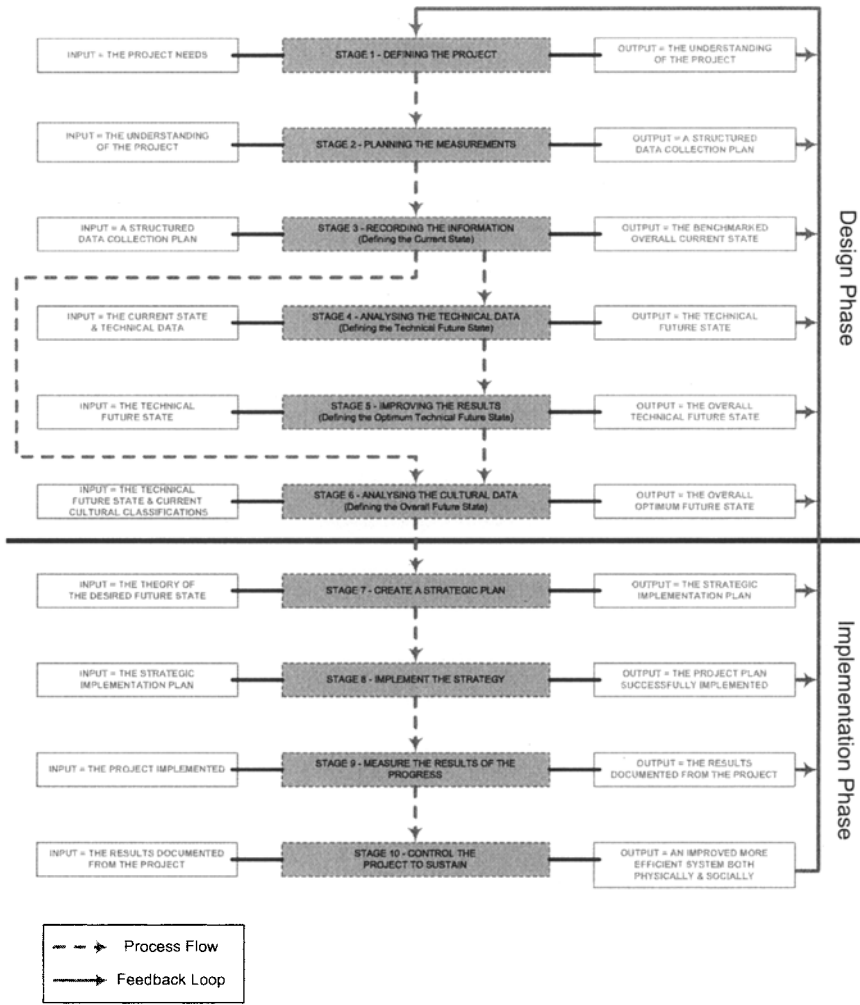 INPUT = THE PROJECT NEEDS
STAGE 1 - DEFINING THE PROJECT
OUTPUT = THE UNDERSTANDING
OF THE PROJECT
INPUT = THE UNDERSTANDING
OF THE PROJECT
STAGE 2 - PLANNING THE MEASUREMENTS
OUTPUT = A STRUCTURED
DATA COLLECTION PLAN
INPUT = A STRUCTURED
DATA COLLECTION PLAN
STAGE 3 - RECORDING THE INFORMATION
(Defining the Current State)
OUTPUT = THE BENCHMARKED
OVERALL CURRENT STATE
INPUT = THE CURRENT STATE
& TECHNICAL DATA
STAGE 4 - ANALYSING THE TECHNICAL DATA
(Defining the Technical Future State)
OUTPUT = THE TECHNICAL
FUTURE STATE
INPUT = THE TECHNICAL
FUTURE STATE
STAGE 5 - IMPROVING THE RESULTS
(Defining the Optimum Technical Future State)
OUTPUT = THE OVERALL
TECHNICAL FUTURE STATE
INPUT = THE TECHNICAL
FUTURE STATE & CURRENT
CULTURAL CLASSIFICATIONS
STAGE 6 - ANALYSING THE CULTURAL DATA
(Defining the Overall Future State)
OUTPUT = THE OVERALL
OPTIMUM FUTURE STATE
Design Phase
INPUT = THE THEORY OF
THE DESIRED FUTURE STATE
STAGE 7 - CREATE A STRATEGIC PLAN
OUTPUT = THE STRATEGIC
IMPLEMENTATION PLAN
INPUT = THE STRATEGIC
IMPLEMENTATION PLAN
STAGE 8 - IMPLEMENT THE STRATEGY
OUTPUT = THE PROJECT PLAN
SUCCESSFULLY IMPLEMENTED
INPUT = THE PROJECT IMPLEMENTED
STAGE 9 - MEASURE THE RESULTS OF THE
PROGRESS
OUTPUT = THE RESULTS
DOCUMENTED FROM THE PROJECT
INPUT = THE RESULTS DOCUMENTED
FROM THE PROJECT
STAGE 10 - CONTROL THE
PROJECT TO SUSTAIN
OUTPUT = AN IMPROVED MORE
EFFICIENT SYSTEM BOTH
PHYSICALLY & SOCIALLY
Implementation Phase
Process Flow
Feedback Loop